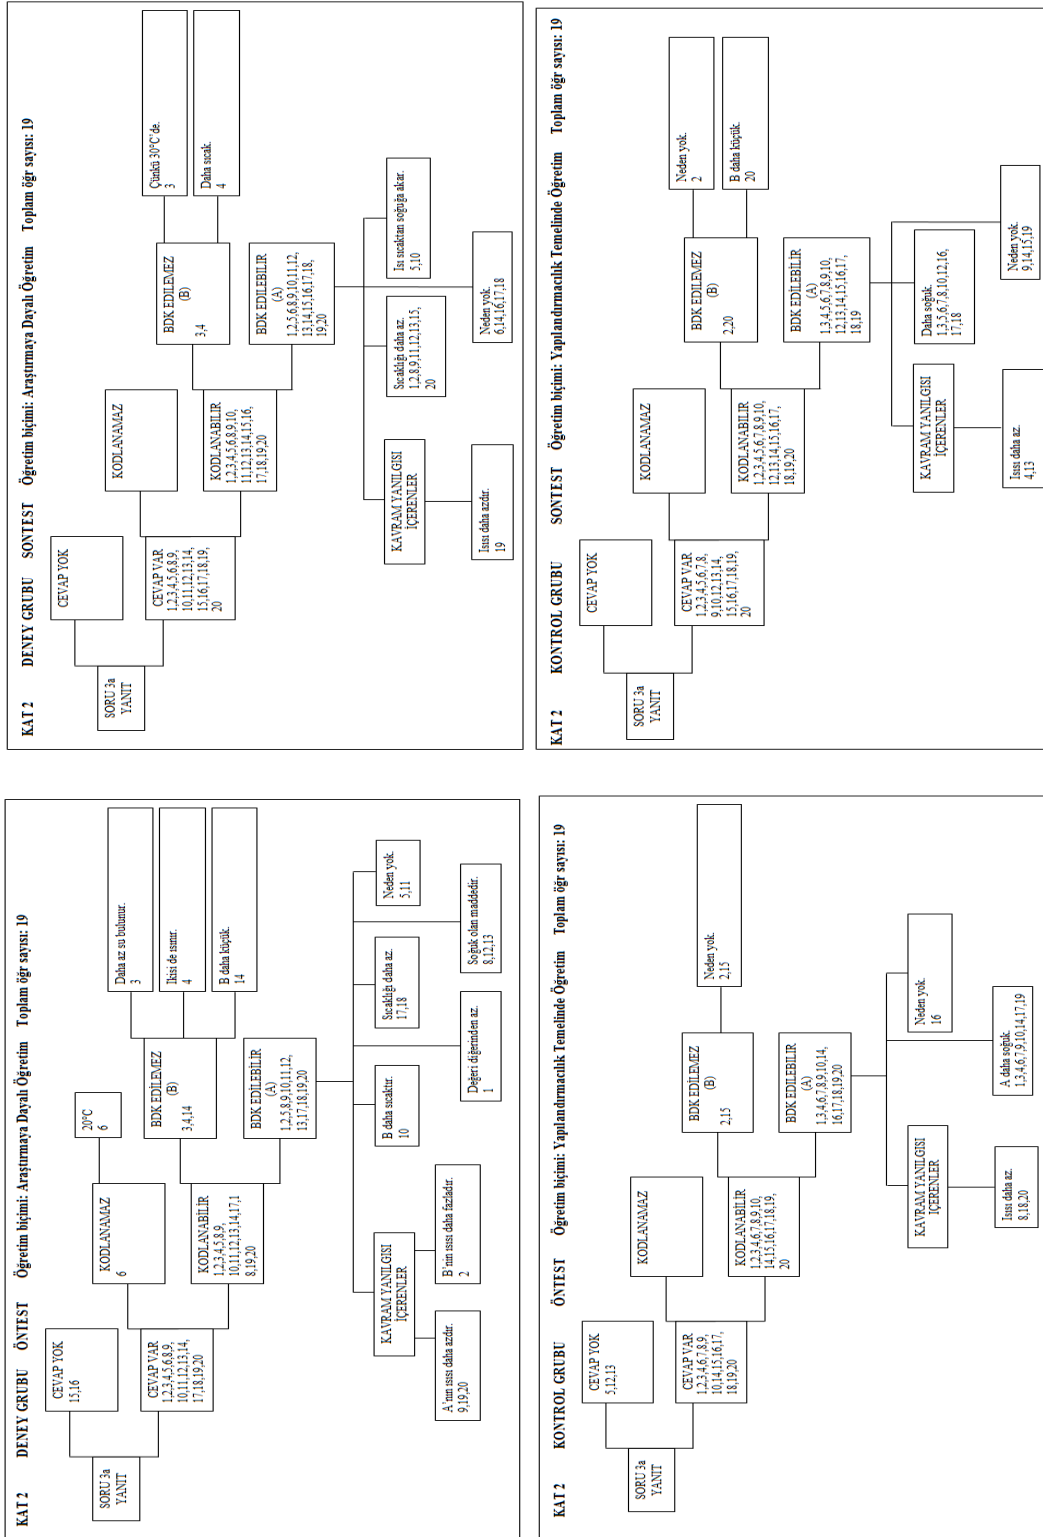 KAT 2 DENEY GRUBU ÖNTEST Öğretim biçimi: Araştırmaya Dayalı Öğretim Toplam öğr sayısı: 19
SORU 3a
YANIT
CEVAP YOK
15,16
CEVAP VAR
1,2,3,4,5,6,8,9,
10,11,12,13,14,
17,18,19,20
KODLANAMAZ
6
20°C
6
KODLANABİLİR
1,2,3,4,5,8,9,
10,11,12,13,14,17,1
8,19,20
BDK EDİLEMEZ
(B)
3,4,14
Daha az su bulunur.
3
İkisi de ısınır.
4
B daha küçük.
14
BDK EDİLEBİLİR
(A)
1,2,5,8,9,10,11,12,
13,17,18,19,20
KAVRAM YANILGISI
İÇERENLER
A'nın ısısı daha azdır.
9,19,20
B'nin ısısı daha fazladır.
2
B daha sıcaktır.
10
Değeri diğerinden az.
1
Sıcaklığı daha az.
17,18
Soğuk olan maddedir.
8,12,13
Neden yok.
5,11
KAT 2 DENEY GRUBU SONTEST Öğretim biçimi: Araştırmaya Dayalı Öğretim Toplam öğr sayısı: 19
SORU 3a
YANIT
CEVAP YOK
CEVAP VAR
1,2,3,4,5,6,8,9,
10,11,12,13,14,
15,16,17,18,19,
20
KODLANAMAZ
KODLANABİLİR
1,2,3,4,5,6,8,9,10,
11,12,13,14,15,16,
17,18,19,20
BDK EDİLEMEZ
(B)
3,4
Çünkü 30°C'de.
3
Daha sıcak.
4
BDK EDİLEBİLİR
(A)
1,2,5,6,8,9,10,11,12,
13,14,15,16,17,18,
19,20
KAVRAM YANILGISI
İÇERENLER
Isısı daha azdır.
19
Sıcaklığı daha az.
1,2,8,9,11,12,13,15,
20
Isı sıcaktan soğuğa akar.
5,10
Neden yok.
6,14,16,17,18
KAT 2 KONTROL GRUBU ÖNTEST Öğretim biçimi: Yapılandırmacılık Temelinde Öğretim Toplam öğr sayısı: 19
SORU 3a
YANIT
CEVAP YOK
5,12,13
CEVAP VAR
1,2,3,4,6,7,8,9,
10,14,15,16,17,
18,19,20
KODLANAMAZ
KODLANABİLİR
1,2,3,4,6,7,8,9,10,
14,15,16,17,18,19,
20
BDK EDİLEMEZ
(B)
2,15
Neden yok.
2,15
BDK EDİLEBİLİR
(A)
1,3,4,6,7,8,9,10,14,
16,17,18,19,20
KAVRAM YANILGISI
İÇERENLER
Isısı daha az.
8,18,20
A daha soğuk.
1,3,4,6,7,9,10,14,17,19
Neden yok.
16
KAT 2 KONTROL GRUBU SONTEST Öğretim biçimi: Yapılandırmacılık Temelinde Öğretim Toplam öğr sayısı: 19
SORU 3a
YANIT
CEVAP YOK
CEVAP VAR
1,2,3,4,5,6,7,8,
9,10,12,13,14,
15,16,17,18,19,
20
KODLANAMAZ
KODLANABİLİR
1,2,3,4,5,6,7,8,9,10,
12,13,14,15,16,17,
18,19,20
BDK EDİLEMEZ
(B)
2,20
Neden yok.
2
B daha küçük.
20
BDK EDİLEBİLİR
(A)
1,3,4,5,6,7,8,9,10,
12,13,14,15,16,17,
18,19
KAVRAM YANILGISI
İÇERENLER
Isısı daha az.
4,13
Daha soğuk.
1,3,5,6,7,8,10,12,16,
17,18
Neden yok.
9,14,15,19